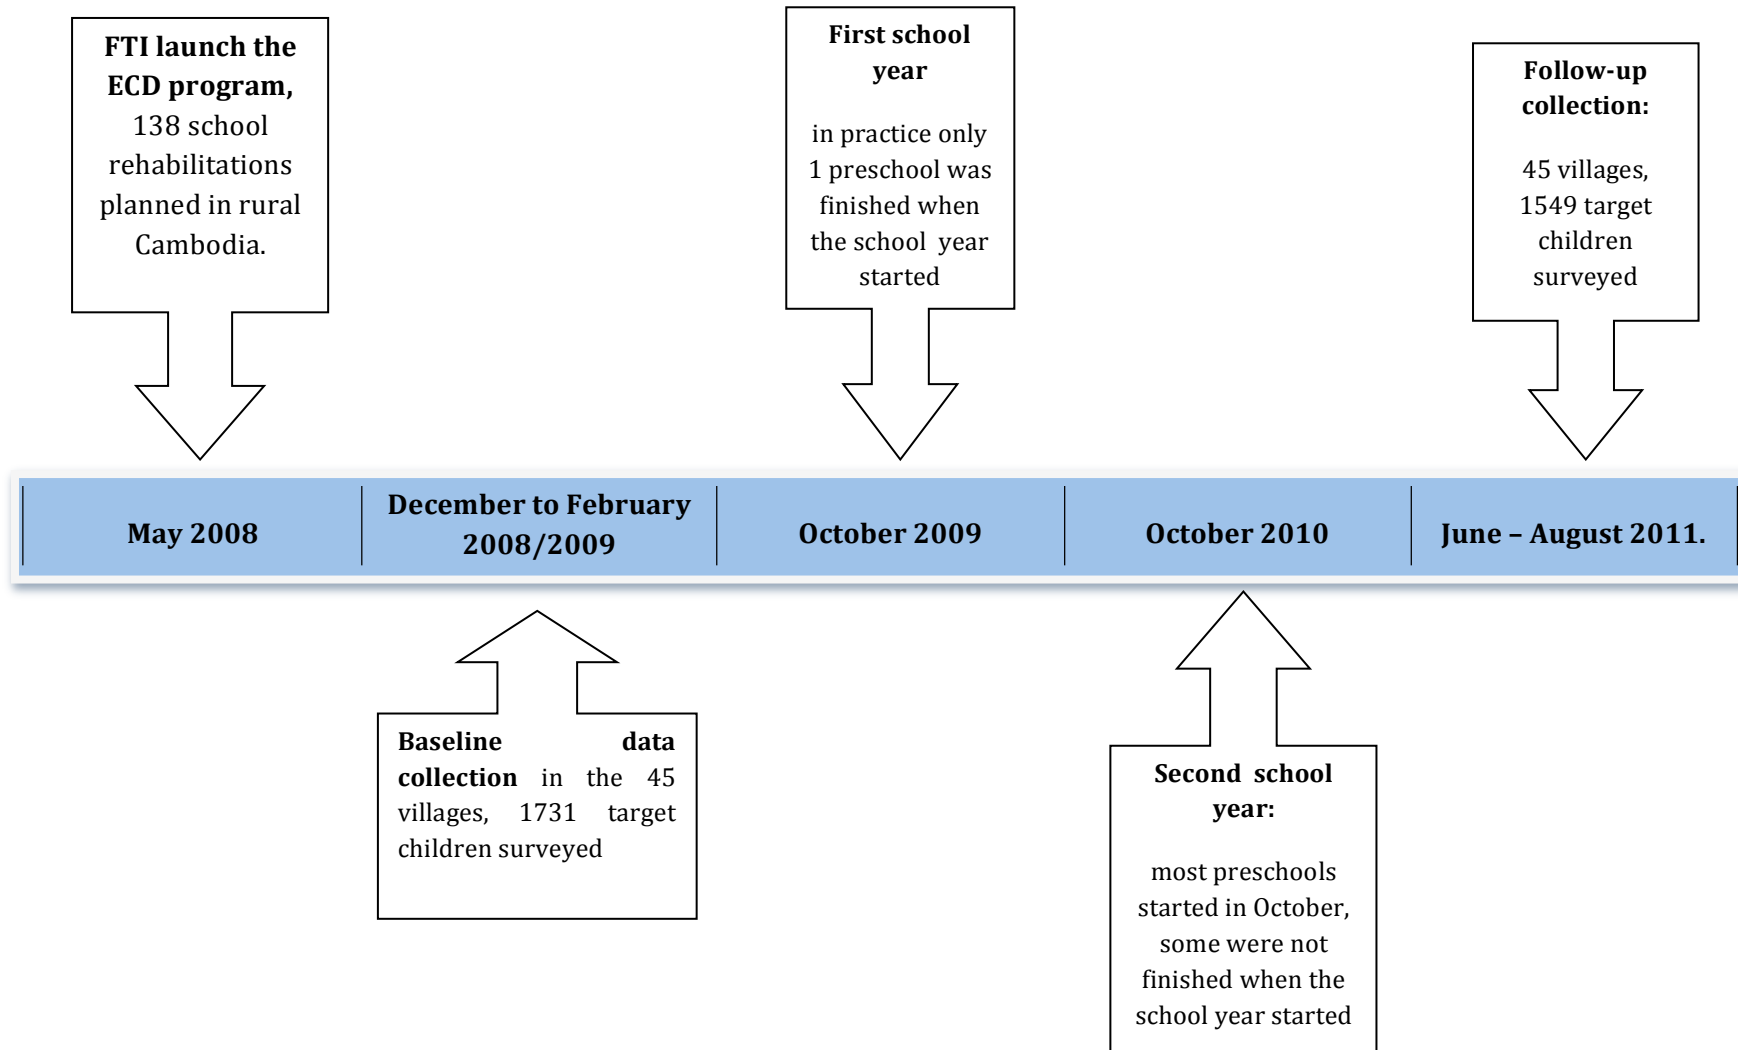 FTI launch the
ECD program,
138 school
rehabilitations
planned in rural
Cambodia.
First school
year
in practice only
1 preschool was
finished when
the school year
started
Follow-up
collection:
45 villages,
1549 target
children
surveyed
May 2008
December to February
2008/2009
October 2009
October 2010
June – August 2011.
Baseline data
collection in the 45
villages, 1731 target
children surveyed
Second school
year:
most preschools
started in October,
some were not
finished when the
school year started